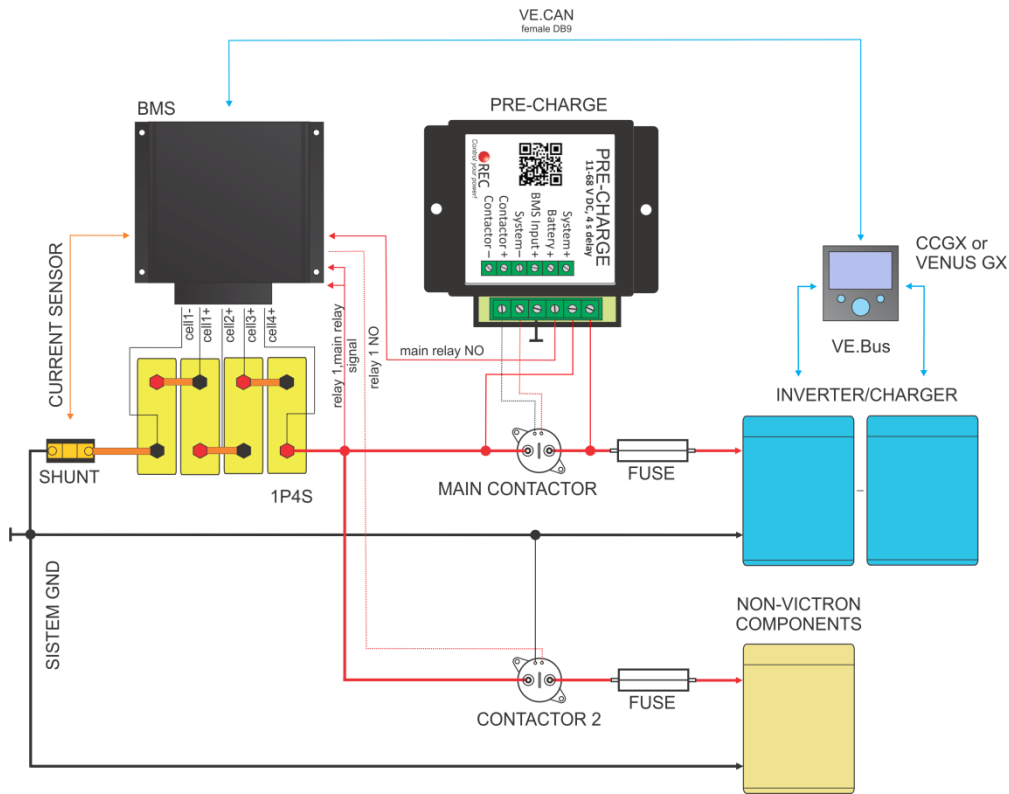 VE.CAN
female DB9
BMS
PRE-CHARGE
PRE-CHARGE
11-68 V DC, 4 s delay
REC
Control your power!
System+
Battery+
BMS Input+
System−
Contactor+
Contactor−
CCGX or
VENUS GX
VE.Bus
CURRENT SENSOR
cell1-
cell1+
cell2+
cell3+
cell4+
relay 1,main relay
signal
relay 1 NO
main relay NO
INVERTER/CHARGER
SHUNT
1P4S
MAIN CONTACTOR
FUSE
SISTEM GND
NON-VICTRON
COMPONENTS
CONTACTOR 2
FUSE